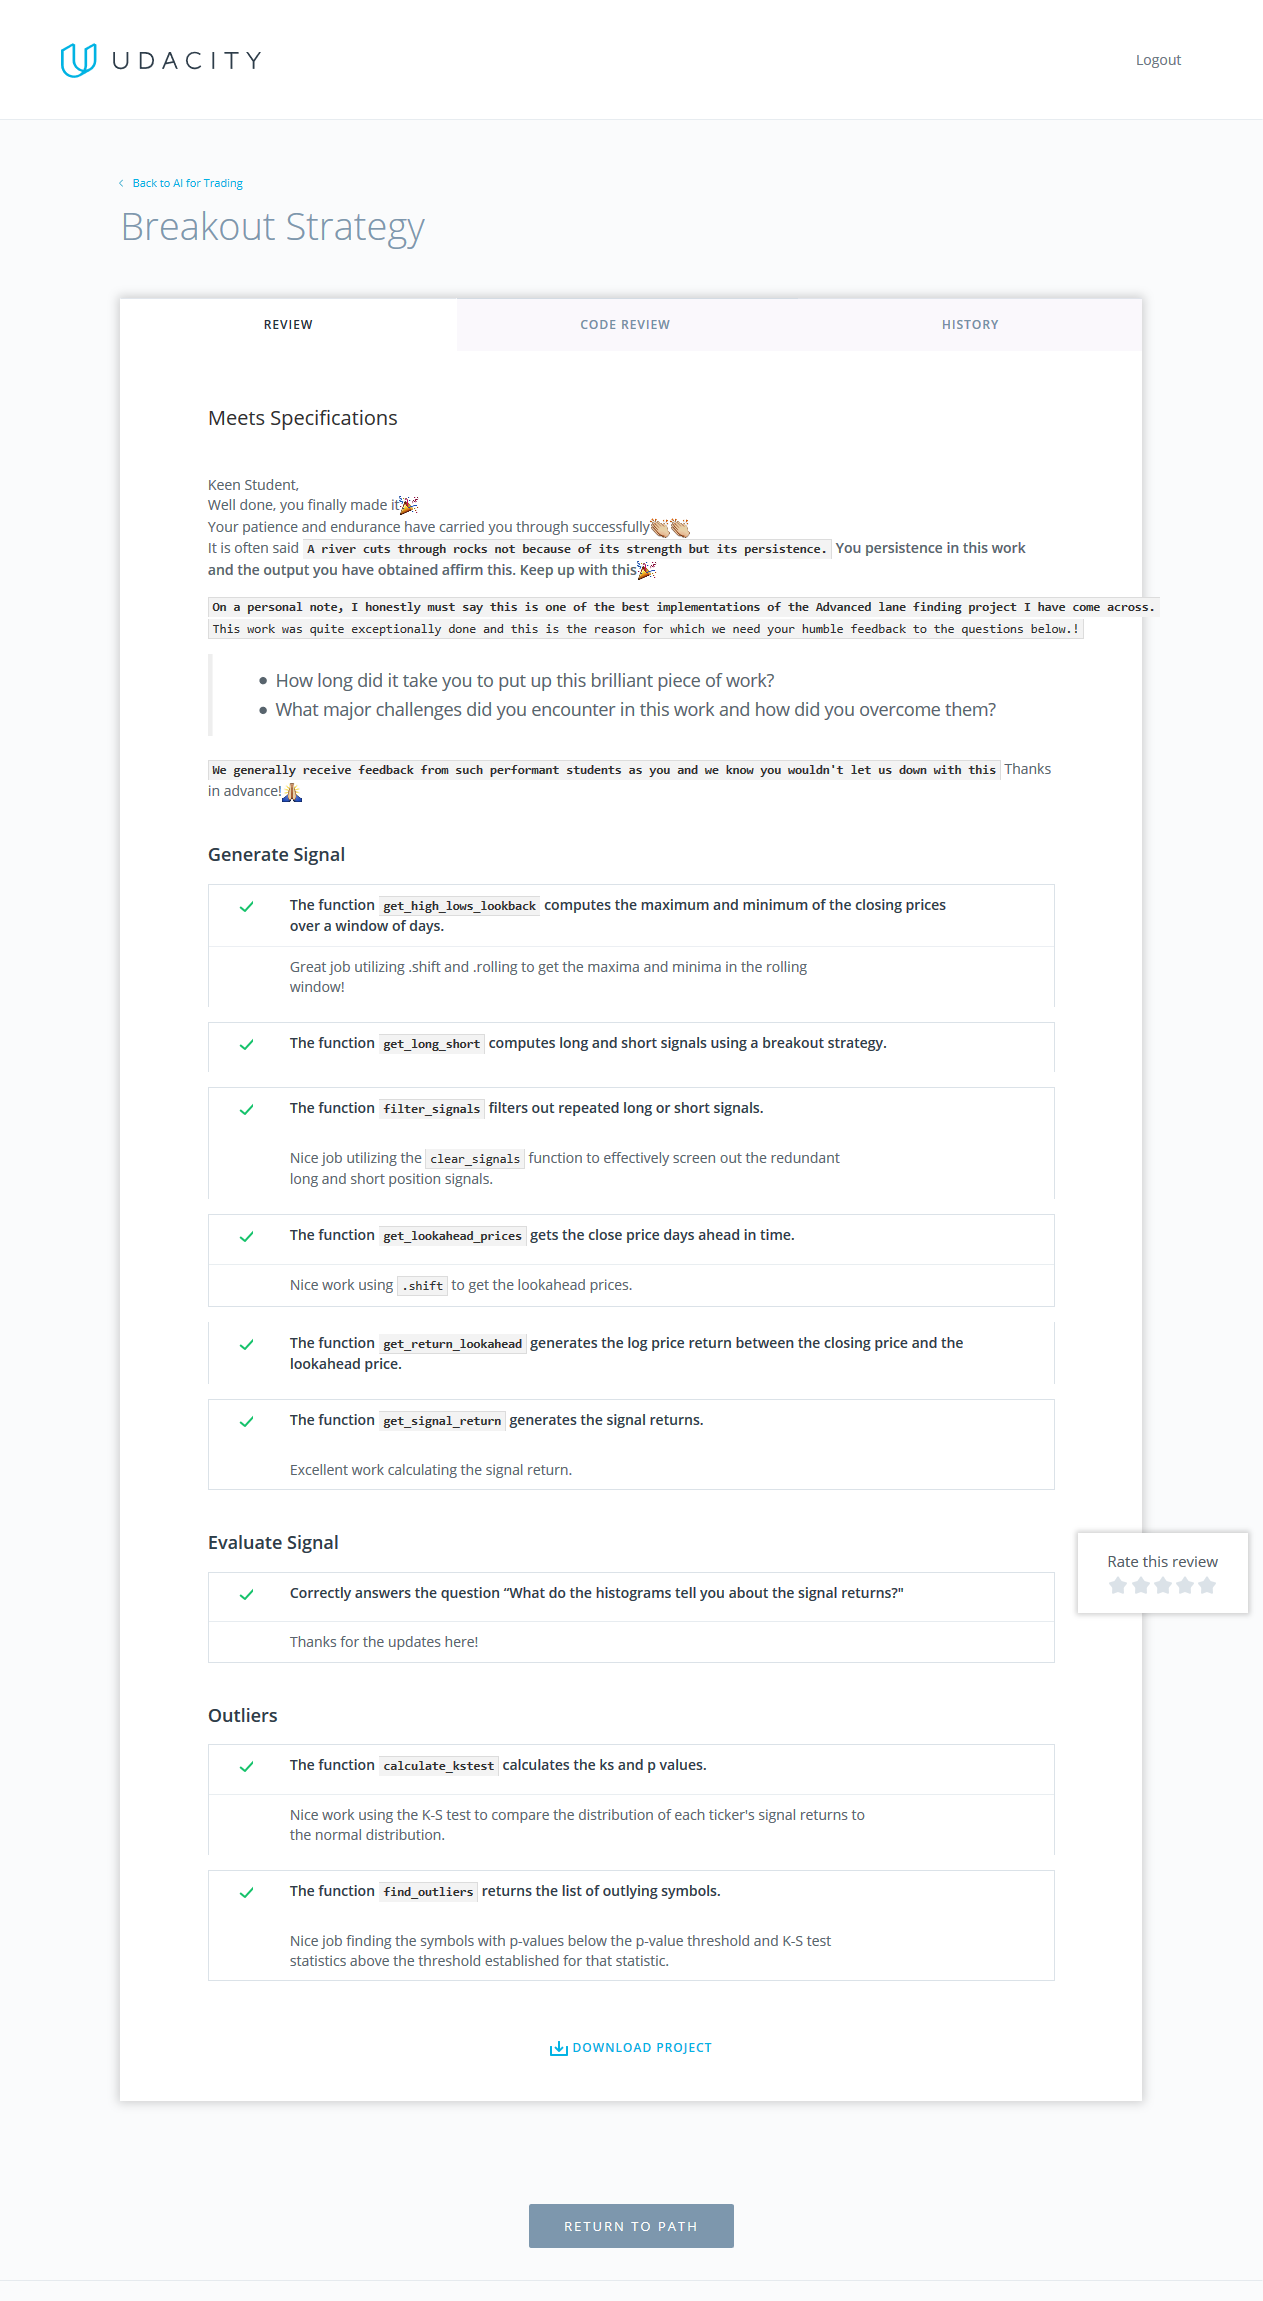 UDACITY
Logout
Back to AI for Trading
Breakout Strategy
REVIEW
CODE REVIEW
HISTORY
Meets Specifications
Keen Student,
Well done, you finally made it🎉
Your patience and endurance have carried you through successfully👏👏
It is often said A river cuts through rocks not because of its strength but its persistence. You persistence in this work
and the output you have obtained affirm this. Keep up with this🎉
On a personal note, I honestly must say this is one of the best implementations of the Advanced lane finding project I have come across.
This work was quite exceptionally done and this is the reason for which we need your humble feedback to the questions below.!
• How long did it take you to put up this brilliant piece of work?
• What major challenges did you encounter in this work and how did you overcome them?
We generally receive feedback from such performant students as you and we know you wouldn't let us down with this Thanks
in advance!🙏
Generate Signal
The function get_high_lows_lookback computes the maximum and minimum of the closing prices
over a window of days.
Great job utilizing .shift and .rolling to get the maxima and minima in the rolling
window!
The function get_long_short computes long and short signals using a breakout strategy.
The function filter_signals filters out repeated long or short signals.
Nice job utilizing the clear_signals function to effectively screen out the redundant
long and short position signals.
The function get_lookahead_prices gets the close price days ahead in time.
Nice work using .shift to get the lookahead prices.
The function get_return_lookahead generates the log price return between the closing price and the
lookahead price.
The function get_signal_return generates the signal returns.
Excellent work calculating the signal return.
Evaluate Signal
Rate this review
Correctly answers the question “What do the histograms tell you about the signal returns?"
Thanks for the updates here!
Outliers
The function calculate_kstest calculates the ks and p values.
Nice work using the K-S test to compare the distribution of each ticker's signal returns to
the normal distribution.
The function find_outliers returns the list of outlying symbols.
Nice job finding the symbols with p-values below the p-value threshold and K-S test
statistics above the threshold established for that statistic.
DOWNLOAD PROJECT
RETURN TO PATH